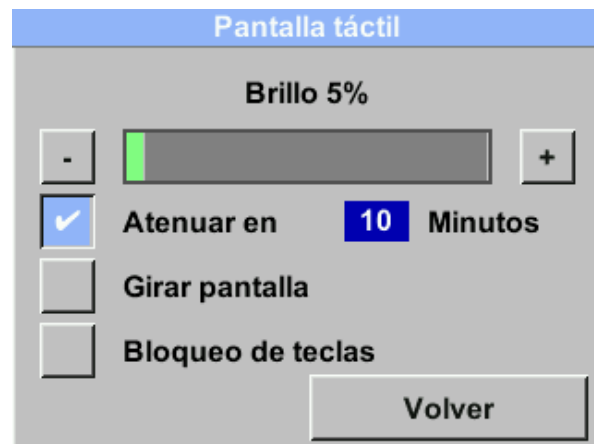 Pantalla táctil
Brillo 5%
- +
Atenuar en 10 Minutos
Girar pantalla
Bloqueo de teclas
Volver